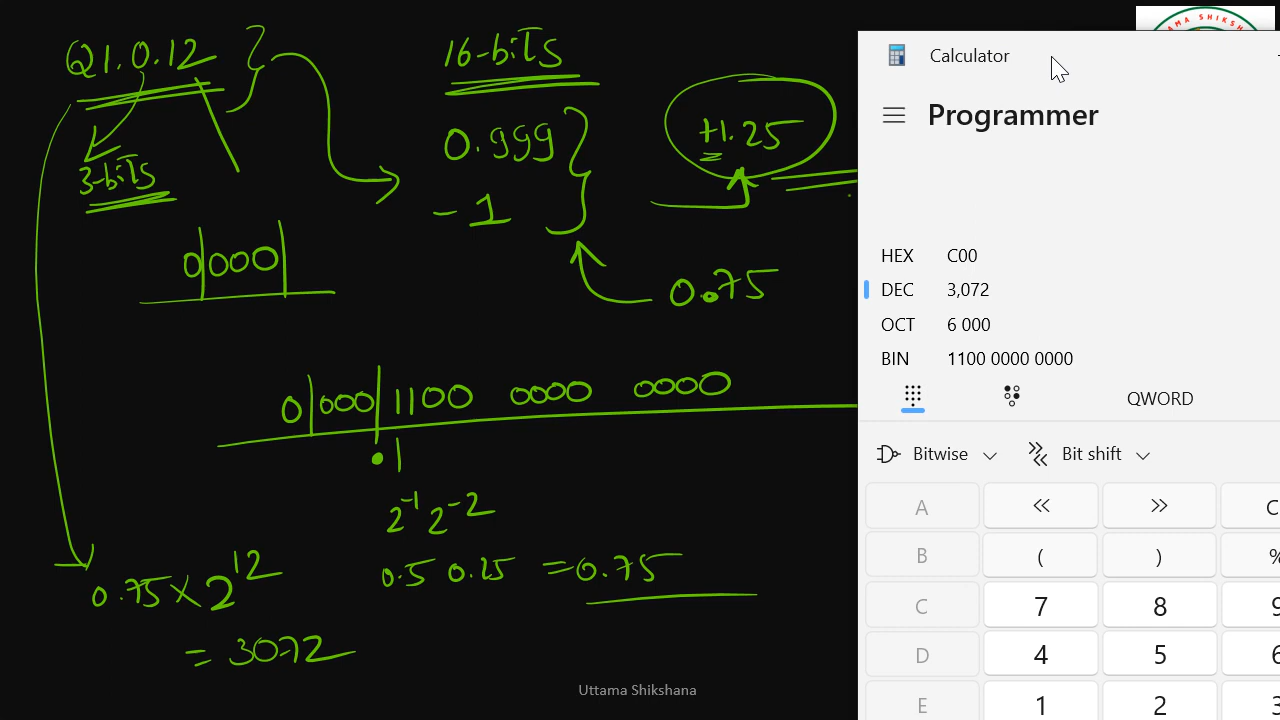 Q1.0.12
3-bits
0|000|
16-bits
0.999
-1
+1.25
0.75
0|000|1100 0000 0000
.
2^-1 2^-2
0.5 0.25 = 0.75
0.75 × 2^12
= 3072
Uttama Shikshana
Calculator
Programmer
HEX C00
DEC 3,072
OCT 6 000
BIN 1100 0000 0000
QWORD
Bitwise
Bit shift
A << >> C
B ( ) %
C 7 8 9
D 4 5 6
E 1 2 3